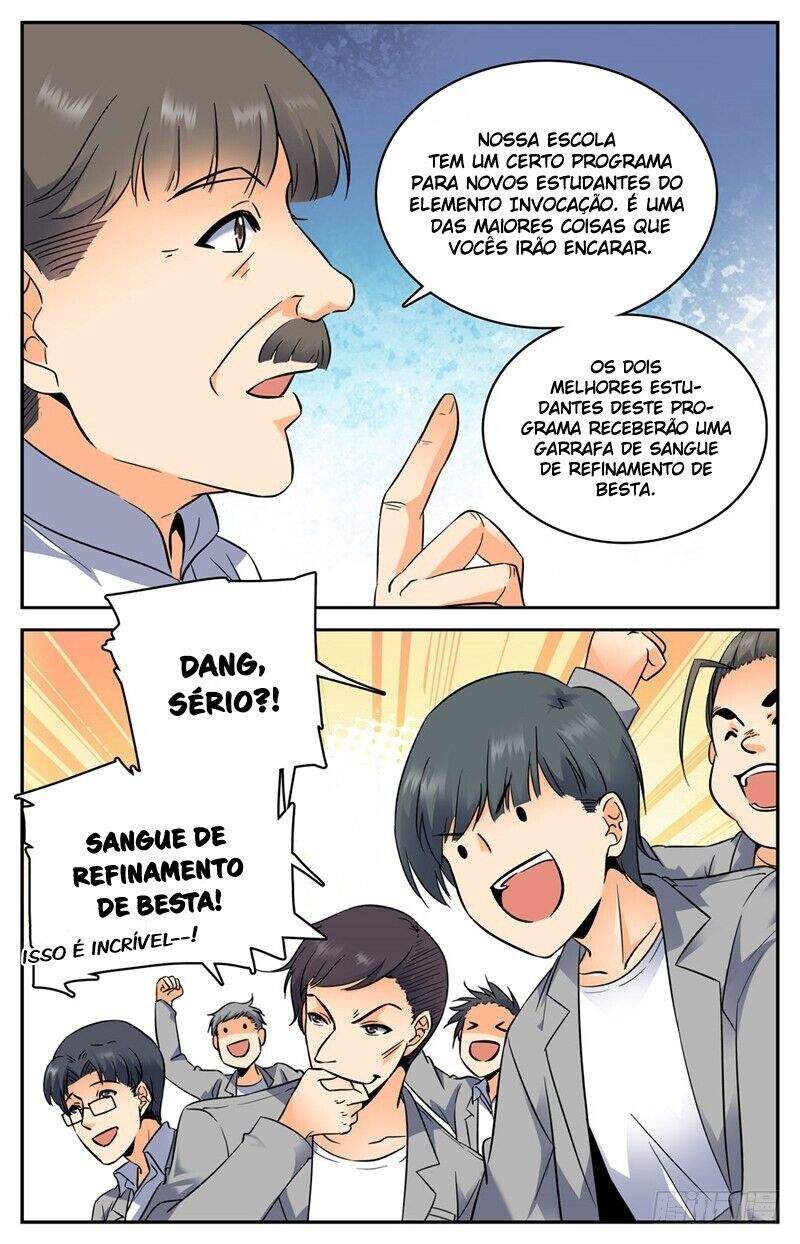 NOSSA ESCOLA
TEM UM CERTO PROGRAMA
PARA NOVOS ESTUDANTES DO
ELEMENTO INVOCAÇÃO. É UMA
DAS MAIORES COISAS QUE
VOCÊS IRÃO ENCARAR.
OS DOIS
MELHORES ESTU-
DANTES DESTE PRO-
GRAMA RECEBERÃO UMA
GARRAFA DE SANGUE
DE REFINAMENTO DE
BESTA.
DANG,
SÉRIO?!
SANGUE DE
REFINAMENTO
DE BESTA!
ISSO É INCRÍVEL--!